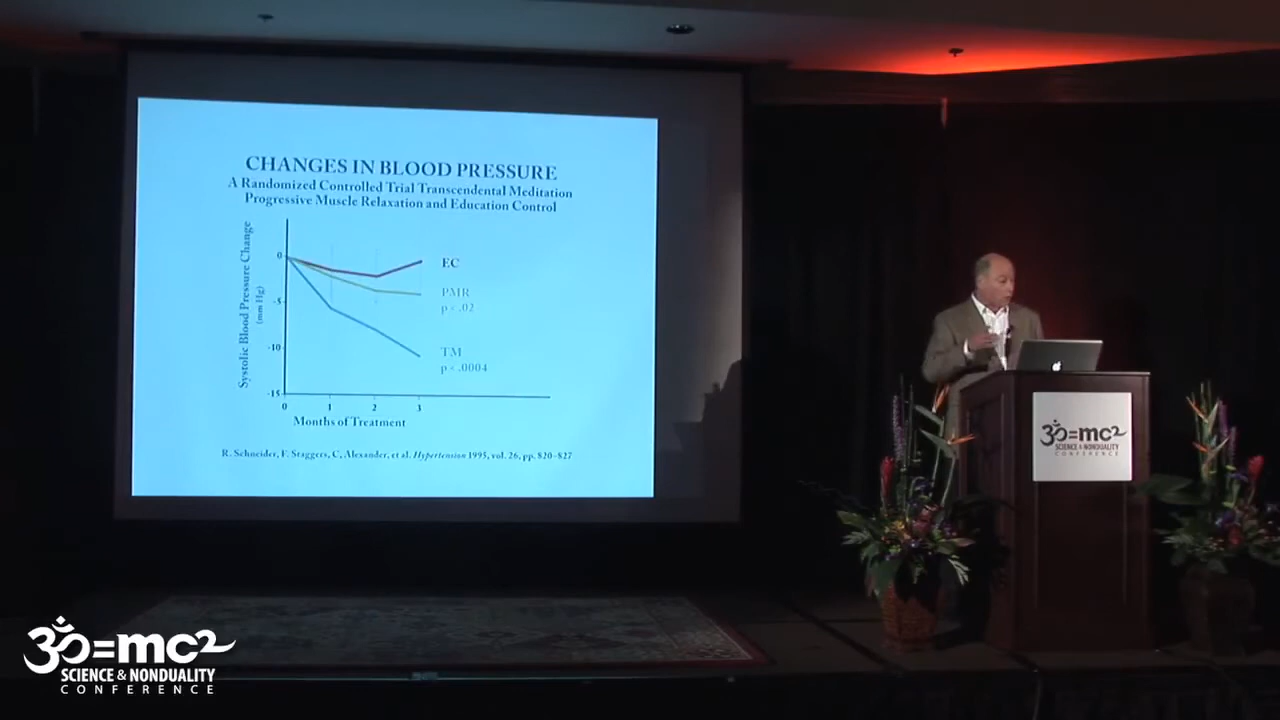 CHANGES IN BLOOD PRESSURE
A Randomized Controlled Trial Transcendental Meditation
Progressive Muscle Relaxation and Education Control
Systolic Blood Pressure Change
(mm Hg)
0
-5
-10
-15
0 1 2 3
Months of Treatment
EC
PMR
p < .02
TM
p < .0004
R. Schneider, F. Staggers, C, Alexander, et al. Hypertension 1995, vol. 26, pp. 820-827
ॐ=mc2
SCIENCE & NONDUALITY
CONFERENCE
ॐ=mc2
SCIENCE & NONDUALITY
CONFERENCE